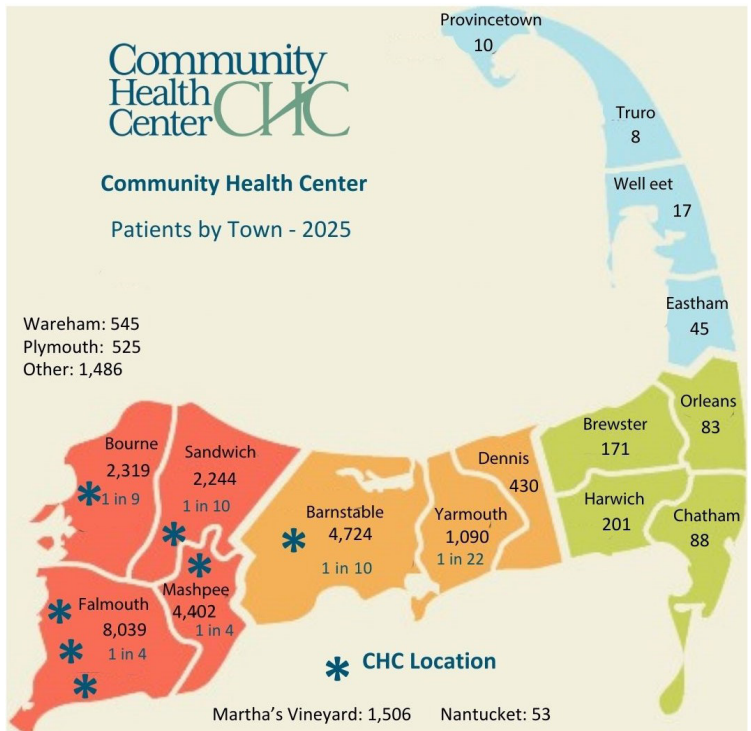 Community
Health
Center CHC
Community Health Center
Patients by Town - 2025
Provincetown
10
Truro
8
Well eet
17
Eastham
45
Wareham: 545
Plymouth: 525
Other: 1,486
Orleans
83
Brewster
171
Harwich
201
Chatham
88
Dennis
430
Yarmouth
1,090
1 in 22
Barnstable
4,724
1 in 10
Bourne
2,319
1 in 9
Sandwich
2,244
1 in 10
Mashpee
4,402
1 in 4
Falmouth
8,039
1 in 4
CHC Location
Martha's Vineyard: 1,506 Nantucket: 53